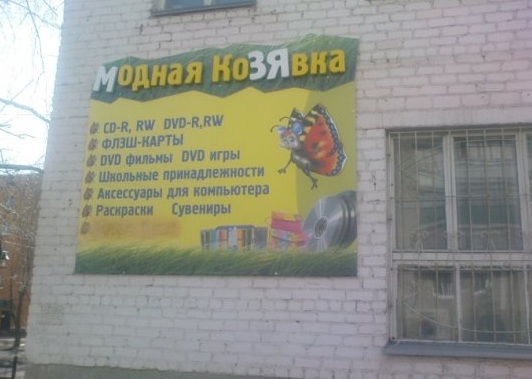 Модная КоЗЯвка
CD-R, RW DVD-R,RW
ФЛЭШ-КАРТЫ
DVD фильмы DVD игры
Школьные принадлежности
Аксессуары для компьютера
Раскраски Сувениры